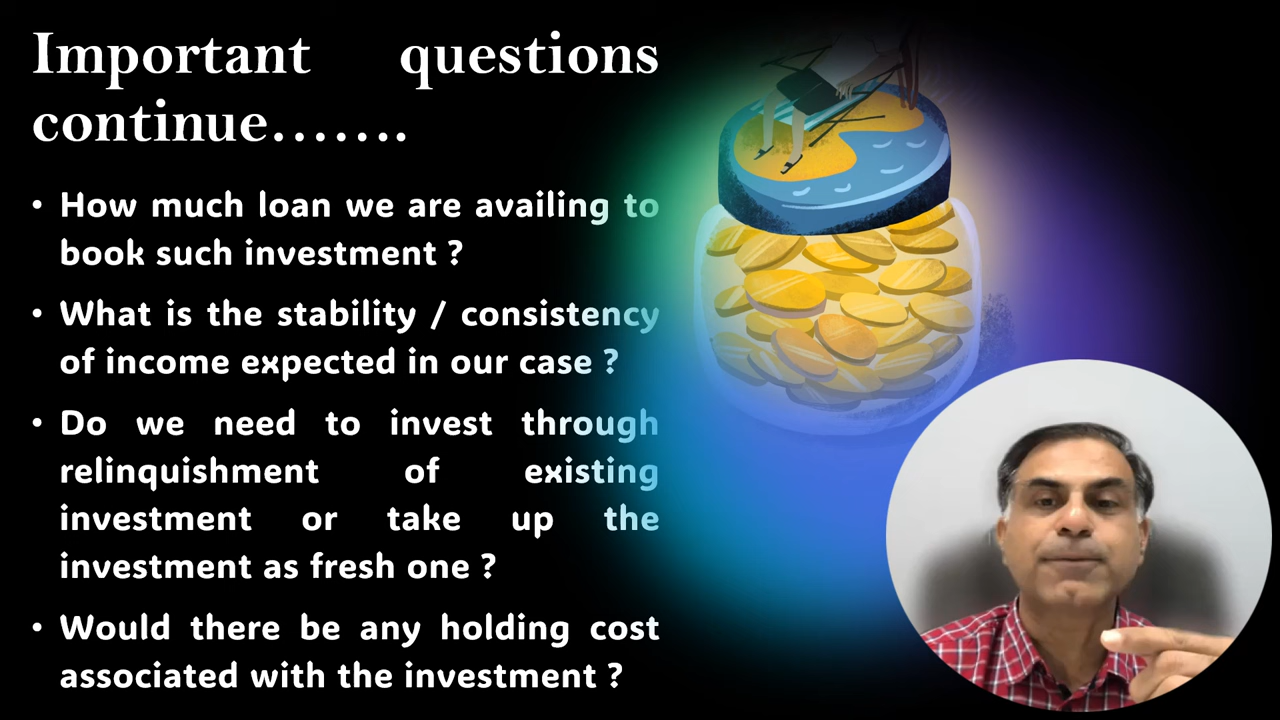 Important questions
continue.......
• How much loan we are availing to
book such investment ?
• What is the stability / consistency
of income expected in our case ?
• Do we need to invest through
relinquishment of existing
investment or take up the
investment as fresh one ?
• Would there be any holding cost
associated with the investment ?